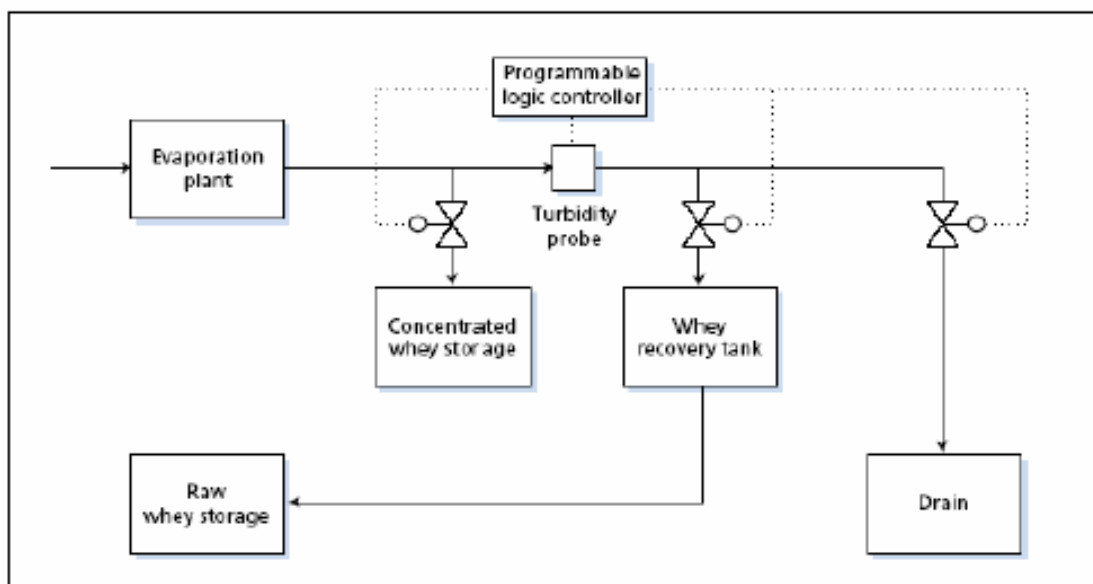 Programmable
logic controller
Evaporation
plant
Turbidity
probe
Concentrated
whey storage
Whey
recovery tank
Raw
whey storage
Drain